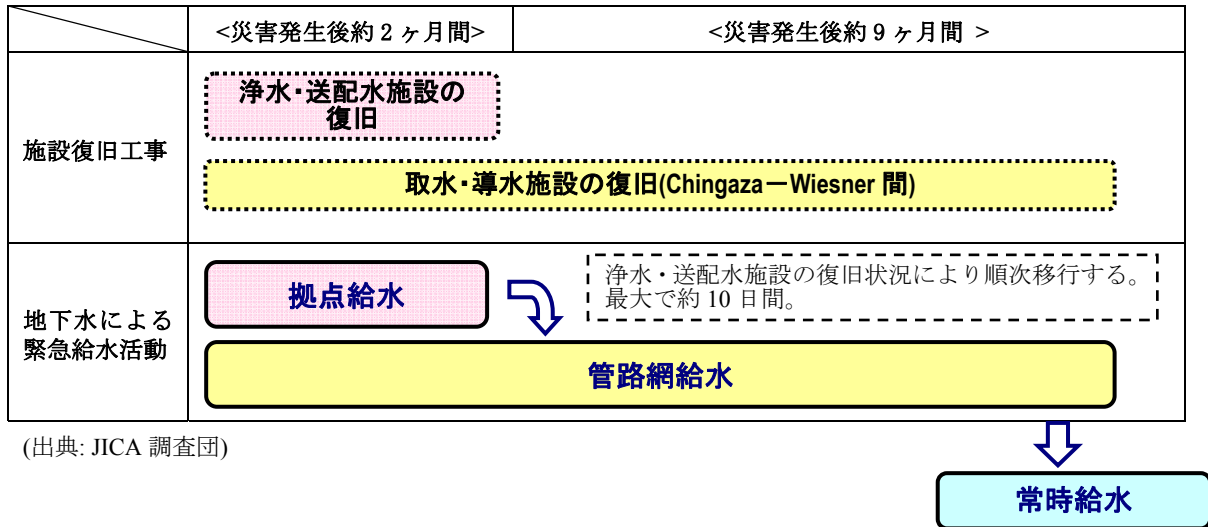 <災害発生後約 2 ヶ月間>
<災害発生後約 9 ヶ月間 >
施設復旧工事
浄水・送配水施設の
復旧
取水・導水施設の復旧(Chingaza－Wiesner 間)
地下水による
緊急給水活動
拠点給水
浄水・送配水施設の復旧状況により順次移行する。
最大で約 10 日間。
管路網給水
(出典: JICA 調査団)
常時給水